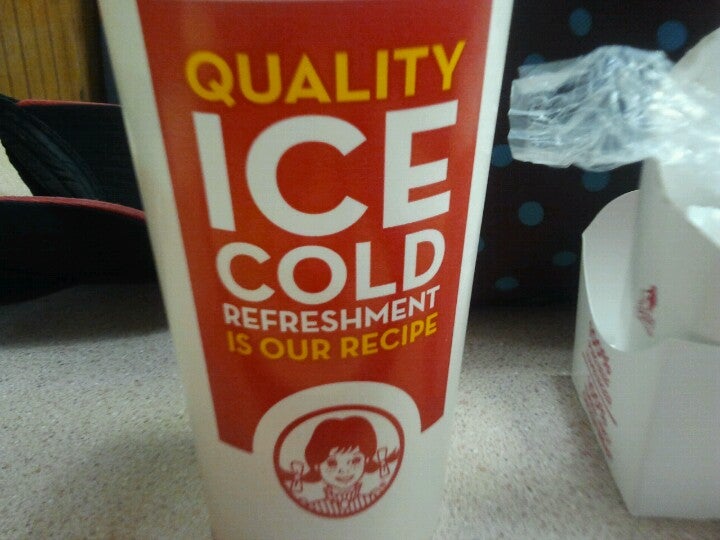 QUALITY
ICE
COLD
REFRESHMENT
IS OUR RECIPE